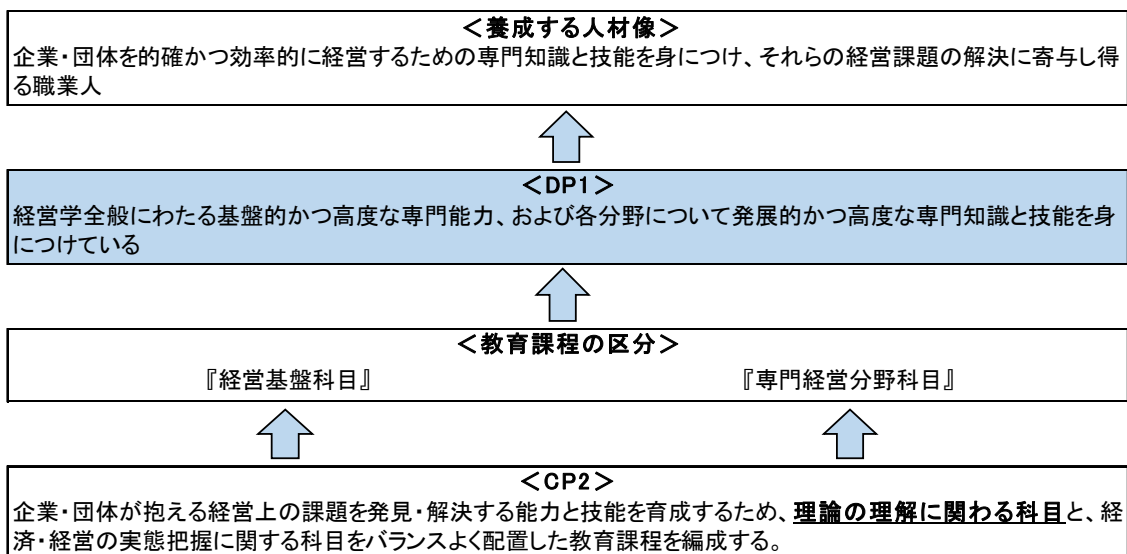 ＜養成する人材像＞
企業・団体を的確かつ効率的に経営するための専門知識と技能を身につけ、それらの経営課題の解決に寄与し得
る職業人
＜DP1＞
経営学全般にわたる基盤的かつ高度な専門能力、および各分野について発展的かつ高度な専門知識と技能を身
につけている
＜教育課程の区分＞
『経営基盤科目』 『専門経営分野科目』
＜CP2＞
企業・団体が抱える経営上の課題を発見・解決する能力と技能を育成するため、理論の理解に関わる科目と、経
済・経営の実態把握に関する科目をバランスよく配置した教育課程を編成する。